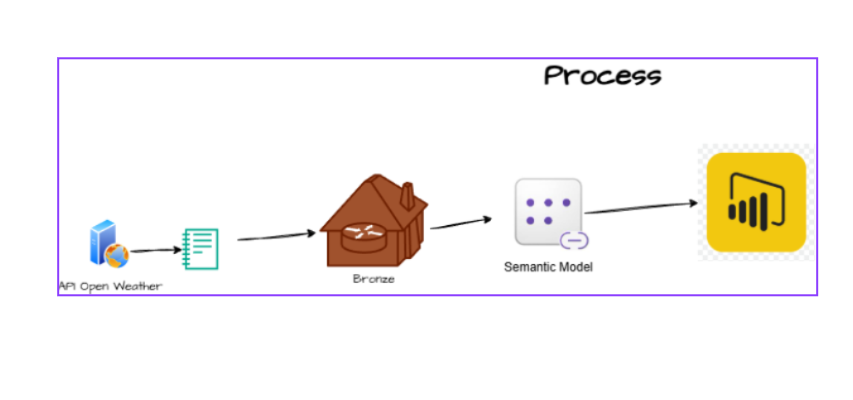 Process
API Open Weather
Bronze
Semantic Model